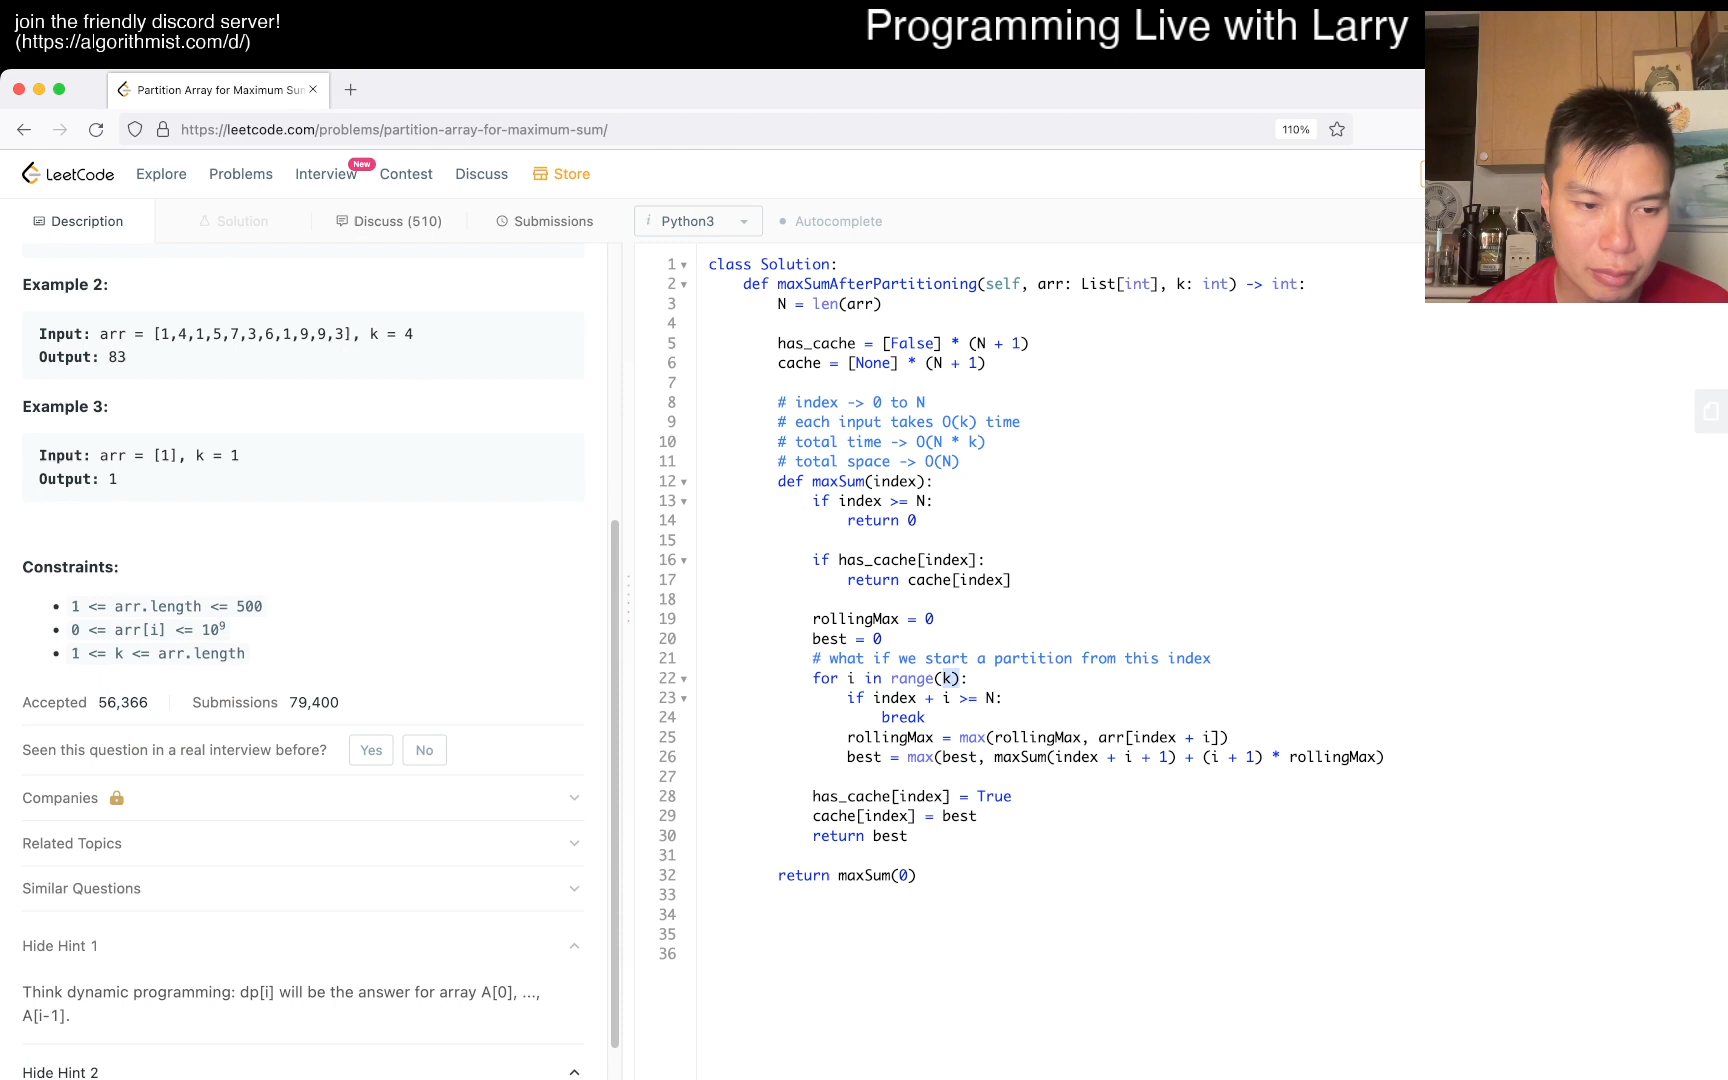 join the friendly discord server!
(https://algorithmist.com/d/)
Programming Live with Larry
Partition Array for Maximum Sum
https://leetcode.com/problems/partition-array-for-maximum-sum/
110%
LeetCode
Explore
Problems
Interview
New
Contest
Discuss
Store
Description
Solution
Discuss (510)
Submissions
i Python3
Autocomplete
Example 2:
Input: arr = [1,4,1,5,7,3,6,1,9,9,3], k = 4
Output: 83
Example 3:
Input: arr = [1], k = 1
Output: 1
Constraints:
• 1 <= arr.length <= 500
• 0 <= arr[i] <= 10⁹
• 1 <= k <= arr.length
Accepted 56,366 Submissions 79,400
Seen this question in a real interview before? Yes No
Companies
Related Topics
Similar Questions
Hide Hint 1
Think dynamic programming: dp[i] will be the answer for array A[0], ...,
A[i-1].
Hide Hint 2
1 class Solution:
2     def maxSumAfterPartitioning(self, arr: List[int], k: int) -> int:
3         N = len(arr)
4
5         has_cache = [False] * (N + 1)
6         cache = [None] * (N + 1)
7
8         # index -> 0 to N
9         # each input takes O(k) time
10         # total time -> O(N * k)
11         # total space -> O(N)
12         def maxSum(index):
13             if index >= N:
14                 return 0
15
16             if has_cache[index]:
17                 return cache[index]
18
19             rollingMax = 0
20             best = 0
21             # what if we start a partition from this index
22             for i in range(k):
23                 if index + i >= N:
24                     break
25                 rollingMax = max(rollingMax, arr[index + i])
26                 best = max(best, maxSum(index + i + 1) + (i + 1) * rollingMax)
27
28             has_cache[index] = True
29             cache[index] = best
30             return best
31
32         return maxSum(0)
33
34
35
36